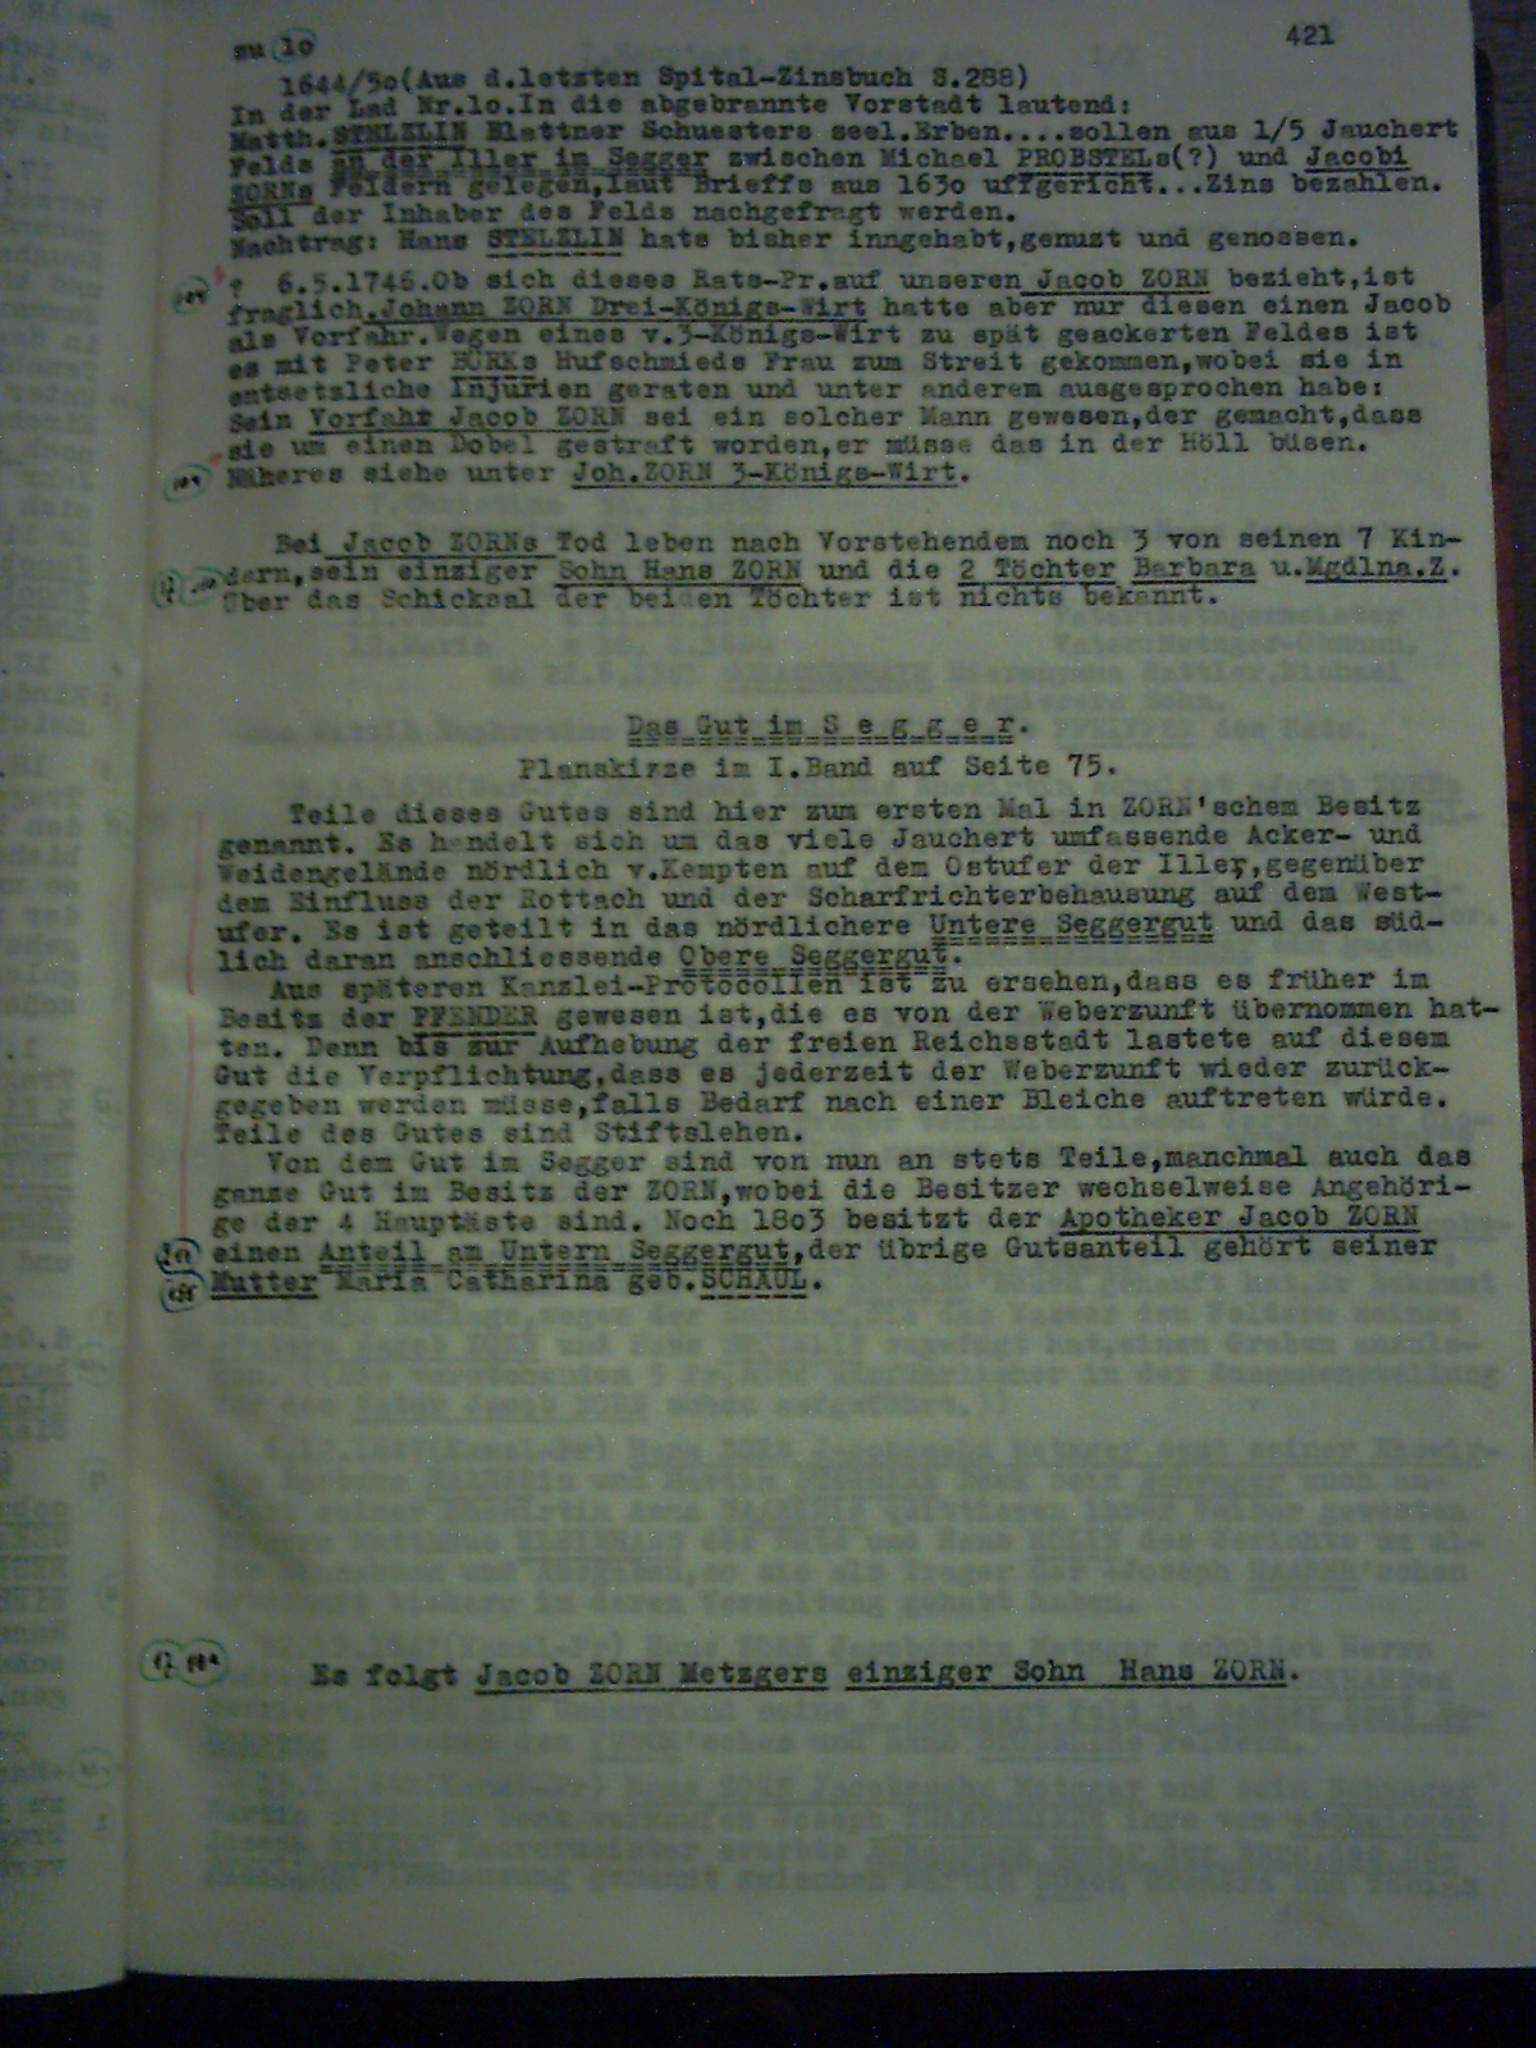 421
zu 10
1644/50(Aus d.letzten Spital-Zinsbuch S.288)
In der Lad Nr.10.In die abgebrannte Vorstadt lautend:
Matth.STELZLIN Blattner Schuesters seel.Erben....sollen aus 1/5 Jauchert
Felds an der Iller im Segger zwischen Michael PROBSTELs(?) und Jacobi
ZORNs Feldern gelegen,laut Brieffs aus 1630 uffgericht...Zins bezahlen.
Soll der Inhaber des Felds nachgefragt werden.
Nachtrag: Hans STELZLIN hats bisher inngehabt,genuzt und genossen.
? 6.5.1746.Ob sich dieses Rats-Pr.auf unseren Jacob ZORN bezieht,ist
fraglich.Johann ZORN Drei-Königs-Wirt hatte aber nur diesen einen Jacob
als Vorfahr.Wegen eines v.3-Königs-Wirt zu spät geackerten Feldes ist
es mit Peter BÜRKs Hufschmieds Frau zum Streit gekommen,wobei sie in
entsetzliche Injurien geraten und unter anderem ausgesprochen habe:
Sein Vorfahr Jacob ZORN sei ein solcher Mann gewesen,der gemacht,dass
sie um einen Dobel gestraft worden,er müsse das in der Höll büsen.
Näheres siehe unter Joh.ZORN 3-Königs-Wirt.
Bei Jacob ZORNs Tod leben nach Vorstehendem noch 3 von seinen 7 Kin-
dern,sein einziger Sohn Hans ZORN und die 2 Töchter Barbara u.Mgdlna.Z.
Über das Schicksal der beiden Töchter ist nichts bekannt.
Das Gut im S e g g e r.
Planskizze im I.Band auf Seite 75.
Teile dieses Gutes sind hier zum ersten Mal in ZORN'schem Besitz
genannt. Es handelt sich um das viele Jauchert umfassende Acker- und
Weidengelände nördlich v.Kempten auf dem Ostufer der Iller,gegenüber
dem Einfluss der Rottach und der Scharfrichterbehausung auf dem West-
ufer. Es ist geteilt in das nördlichere Untere Seggergut und das süd-
lich daran anschliessende Obere Seggergut.
Aus späteren Kanzlei-Protocollen ist zu ersehen,dass es früher im
Besitz der PFENDER gewesen ist,die es von der Weberzunft übernommen hat-
ten. Denn bis zur Aufhebung der freien Reichsstadt lastete auf diesem
Gut die Verpflichtung,dass es jederzeit der Weberzunft wieder zurück-
gegeben werden müsse,falls Bedarf nach einer Bleiche auftreten würde.
Teile des Gutes sind Stiftslehen.
Von dem Gut im Segger sind von nun an stets Teile,manchmal auch das
ganze Gut im Besitz der ZORN,wobei die Besitzer wechselweise Angehöri-
ge der 4 Hauptäste sind. Noch 1803 besitzt der Apotheker Jacob ZORN
einen Anteil am Untern Seggergut,der übrige Gutsanteil gehört seiner
Mutter Maria Catharina geb.SCHAUL.
Es folgt Jacob ZORN Metzgers einziger Sohn Hans ZORN.